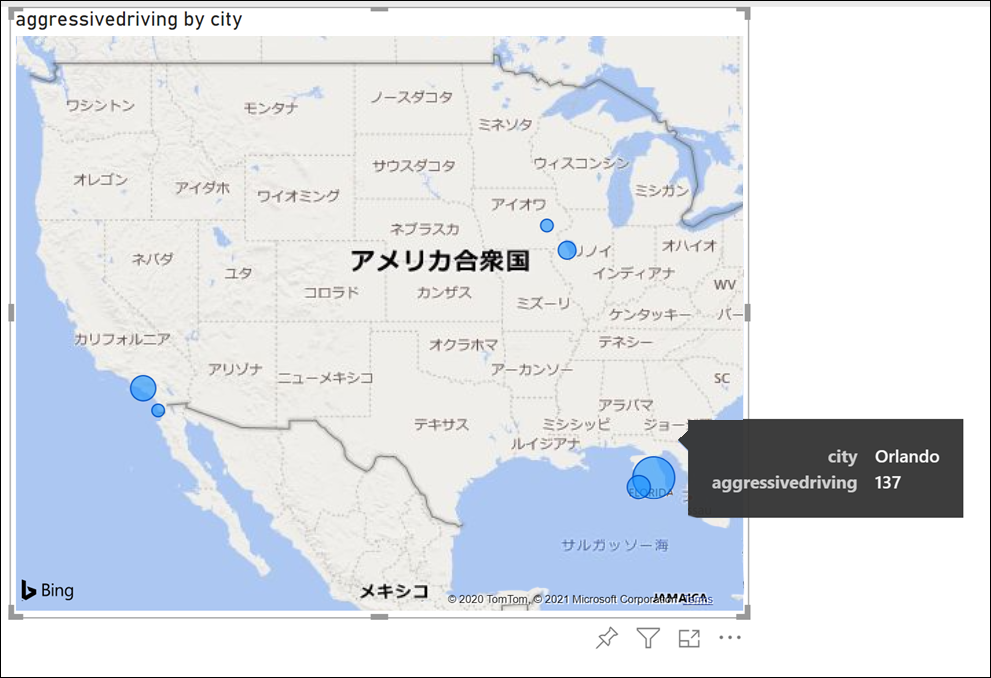 aggressivedriving by city
ワシントン
モンタナ
ノースダコタ
ミネソタ
ウィスコンシン
サウスダコタ
オレゴン
アイダホ
ワイオミング
ミシガン
アイオワ
ネブラスカ
ネバダ
ユタ
アメリカ合衆国
リノイ
オハイオ
インディアナ
コロラド
カンザス
ミズーリ
WV
ケンタッキー
バー
カリフォルニア
オクラホマ
テネシー
アリゾナ
ニューメキシコ
アーカンソー
SC
アラバマ
テキサス
ミシシッピ
ジョー
ルイジアナ
city Orlando
aggressivedriving 137
FLORIDA
サルガッソー海
Bing
メキシコ
JAMAICA
© 2020 TomTom, © 2021 Microsoft Corporation Terms